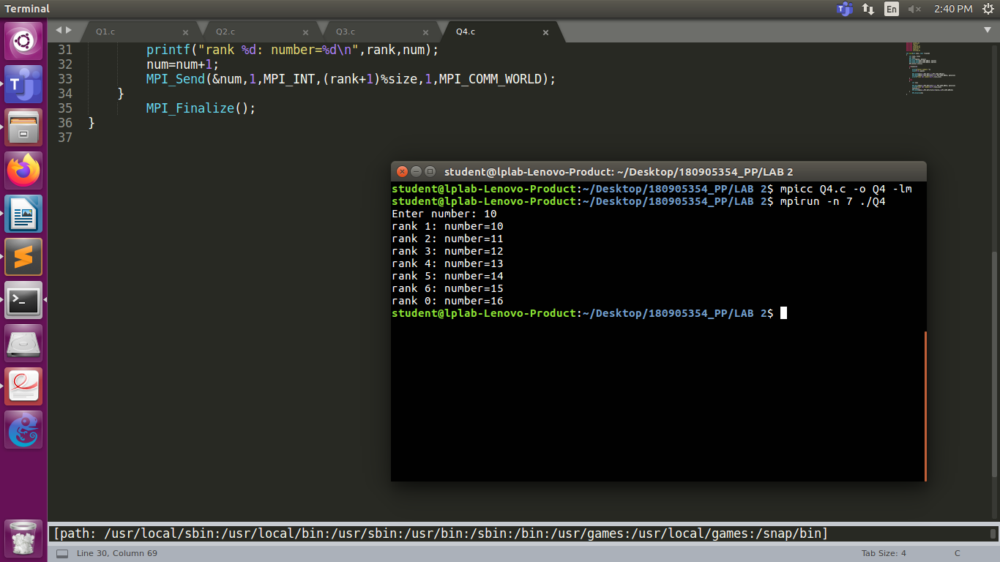 Terminal
En
2:40 PM
Q1.c
Q2.c
Q3.c
Q4.c
31 printf("rank %d: number=%d\n",rank,num);
32 num=num+1;
33 MPI_Send(&num,1,MPI_INT,(rank+1)%size,1,MPI_COMM_WORLD);
34 }
35 MPI_Finalize();
36 }
37
student@lplab-Lenovo-Product: ~/Desktop/180905354_PP/LAB 2
student@lplab-Lenovo-Product:~/Desktop/180905354_PP/LAB 2$ mpicc Q4.c -o Q4 -lm
student@lplab-Lenovo-Product:~/Desktop/180905354_PP/LAB 2$ mpirun -n 7 ./Q4
Enter number: 10
rank 1: number=10
rank 2: number=11
rank 3: number=12
rank 4: number=13
rank 5: number=14
rank 6: number=15
rank 0: number=16
student@lplab-Lenovo-Product:~/Desktop/180905354_PP/LAB 2$
[path: /usr/local/sbin:/usr/local/bin:/usr/sbin:/usr/bin:/sbin:/bin:/usr/games:/usr/local/games:/snap/bin]
Line 30, Column 69
Tab Size: 4
C